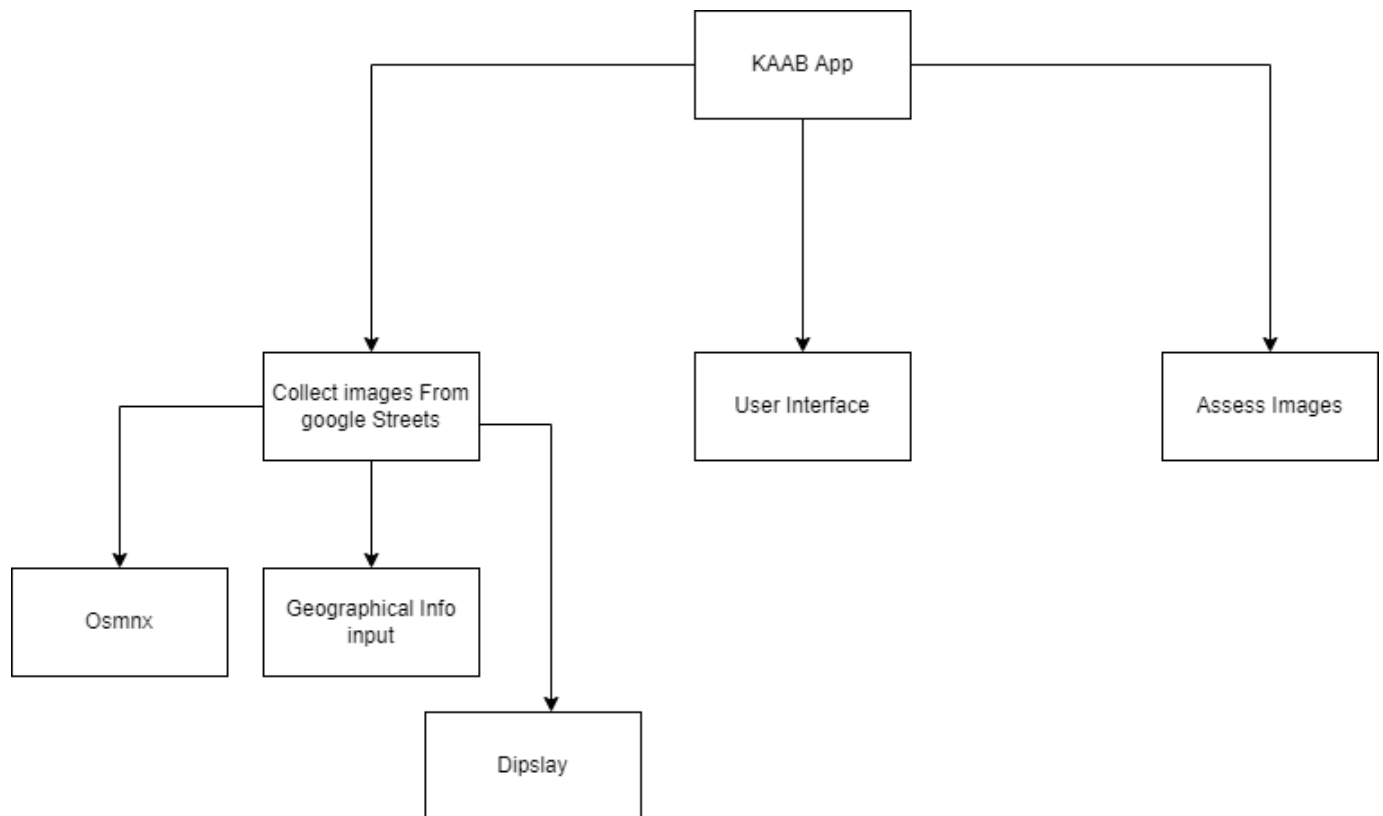 KAAB App
Collect images From
google Streets
User Interface
Assess Images
Osmnx
Geographical Info
input
Dipslay